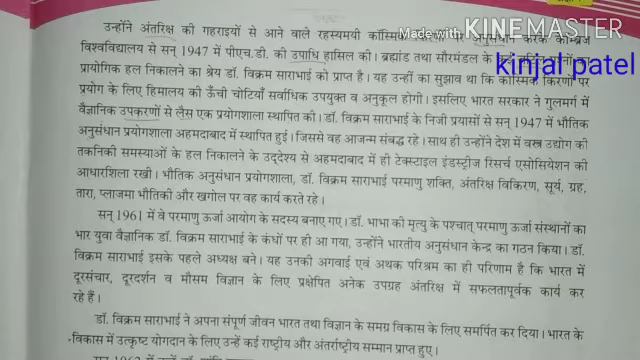 Made with KINEMASTER
kinjal patel
उन्होंने अंतरिक्ष की गहराइयों से आने वाले रहस्यमयी कॉस्मिक किरणों पर अनुसंधान करके कैम्ब्रिज
विश्वविद्यालय से सन् 1947 में पीएच.डी. की उपाधि हासिल की। ब्रह्मांड तथा सौरमंडल के
प्रायोगिक हल निकालने का श्रेय डॉ. विक्रम साराभाई को प्राप्त है। यह उन्हीं का सुझाव था कि कॉस्मिक किरणों पर
प्रयोग के लिए हिमालय की ऊँची चोटियाँ सर्वाधिक उपयुक्त व अनुकूल होगी। इसलिए भारत सरकार ने गुलमर्ग में
वैज्ञानिक उपकरणों से लैस एक प्रयोगशाला स्थापित की। डॉ. विक्रम साराभाई के निजी प्रयासों से सन् 1947 में भौतिक
अनुसंधान प्रयोगशाला अहमदाबाद में स्थापित हुई। जिससे वह आजन्म संबद्ध रहे। साथ ही उन्होंने देश में वस्त्र उद्योग की
तकनिकी समस्याओं के हल निकालने के उद्देश्य से अहमदाबाद में ही टेक्स्टाइल इंडस्ट्रीज रिसर्च एसोसियेशन की
आधारशिला रखी। भौतिक अनुसंधान प्रयोगशाला, डॉ. विक्रम साराभाई परमाणु शक्ति, अंतरिक्ष विकिरण, सूर्य, ग्रह,
तारा, प्लाजमा भौतिकी और खगोल पर वह कार्य करते रहे।
सन् 1961 में वे परमाणु ऊर्जा आयोग के सदस्य बनाए गए। डॉ. भाभा की मृत्यु के पश्चात् परमाणु ऊर्जा संस्थानों का
भार युवा वैज्ञानिक डॉ. विक्रम साराभाई के कंधों पर ही आ गया, उन्होंने भारतीय अनुसंधान केन्द्र का गठन किया। डॉ.
विक्रम साराभाई इसके पहले अध्यक्ष बने। यह उनकी अगवाई एवं अथक परिश्रम का ही परिणाम है कि भारत में
दूरसंचार, दूरदर्शन व मौसम विज्ञान के लिए प्रक्षेपित अनेक उपग्रह अंतरिक्ष में सफलतापूर्वक कार्य कर
रहे हैं।
डॉ. विक्रम साराभाई ने अपना संपूर्ण जीवन भारत तथा विज्ञान के समग्र विकास के लिए समर्पित कर दिया। भारत के
विकास में उत्कृष्ट योगदान के लिए उन्हें कई राष्ट्रीय और अंतर्राष्ट्रीय सम्मान प्राप्त हुए।